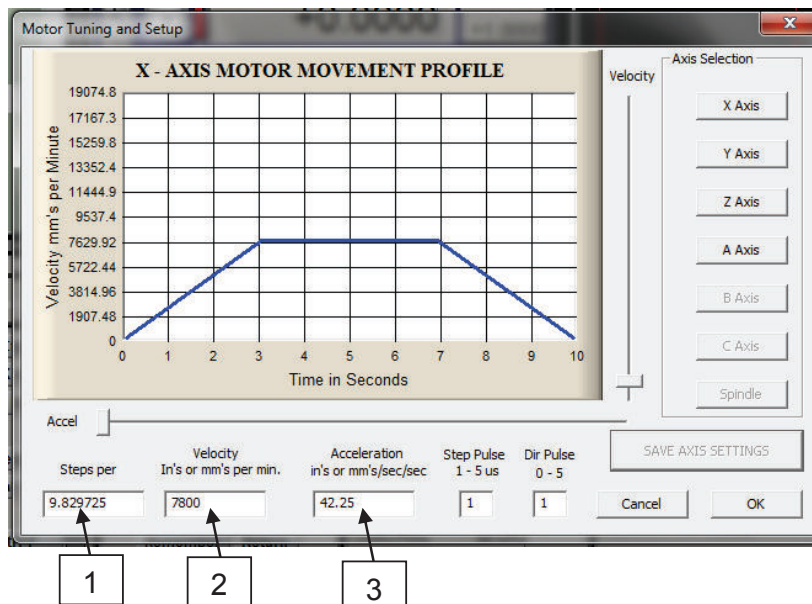 +0.0000
Motor Tuning and Setup
X - AXIS MOTOR MOVEMENT PROFILE
Velocity mm's per Minute
19074.8
17167.3
15259.8
13352.4
11444.9
9537.4
7629.92
5722.44
3814.96
1907.48
0
0 1 2 3 4 5 6 7 8 9 10
Time in Seconds
Velocity
Axis Selection
X Axis
Y Axis
Z Axis
A Axis
B Axis
C Axis
Spindle
Accel
Steps per
Velocity
In's or mm's per min.
Acceleration
in's or mm's/sec/sec
Step Pulse
1 - 5 us
Dir Pulse
0 - 5
SAVE AXIS SETTINGS
9.829725
7800
42.25
1
1
Cancel
OK
1
2
3